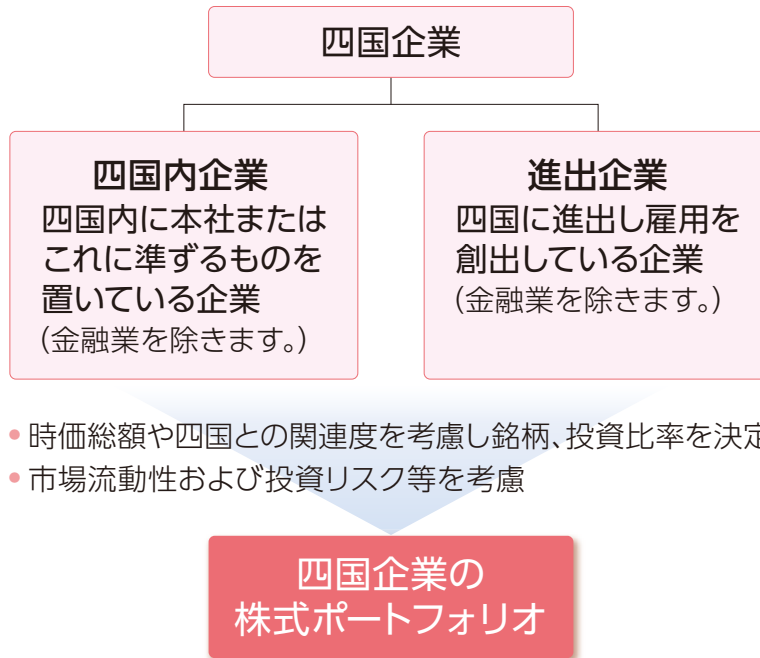 四国企業
四国内企業
四国内に本社または
これに準ずるものを
置いている企業
(金融業を除きます。)
進出企業
四国に進出し雇用を
創出している企業
(金融業を除きます。)
• 時価総額や四国との関連度を考慮し銘柄、投資比率を決定
• 市場流動性および投資リスク等を考慮
四国企業の
株式ポートフォリオ